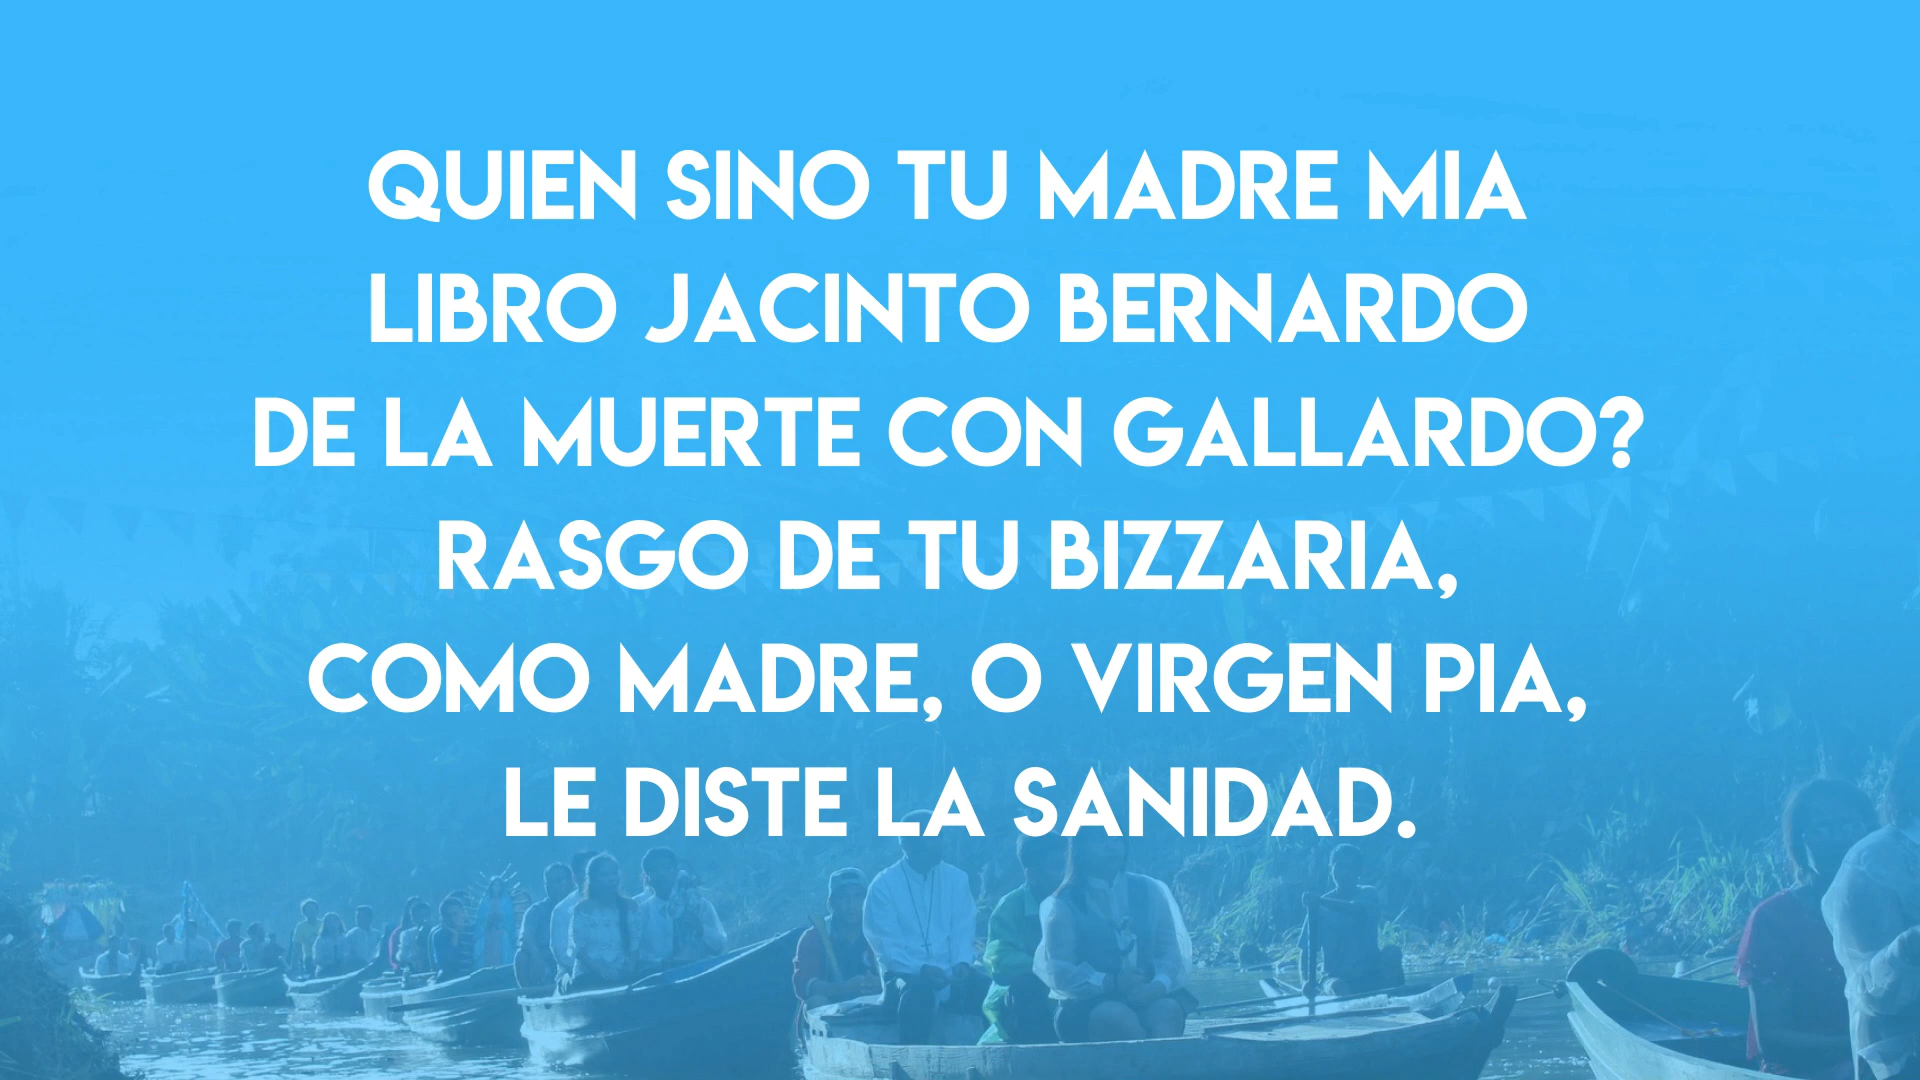 QUIEN SINO TU MADRE MIA
LIBRO JACINTO BERNARDO
DE LA MUERTE CON GALLARDO?
RASGO DE TU BIZZARIA,
COMO MADRE, O VIRGEN PIA,
LE DISTE LA SANIDAD.